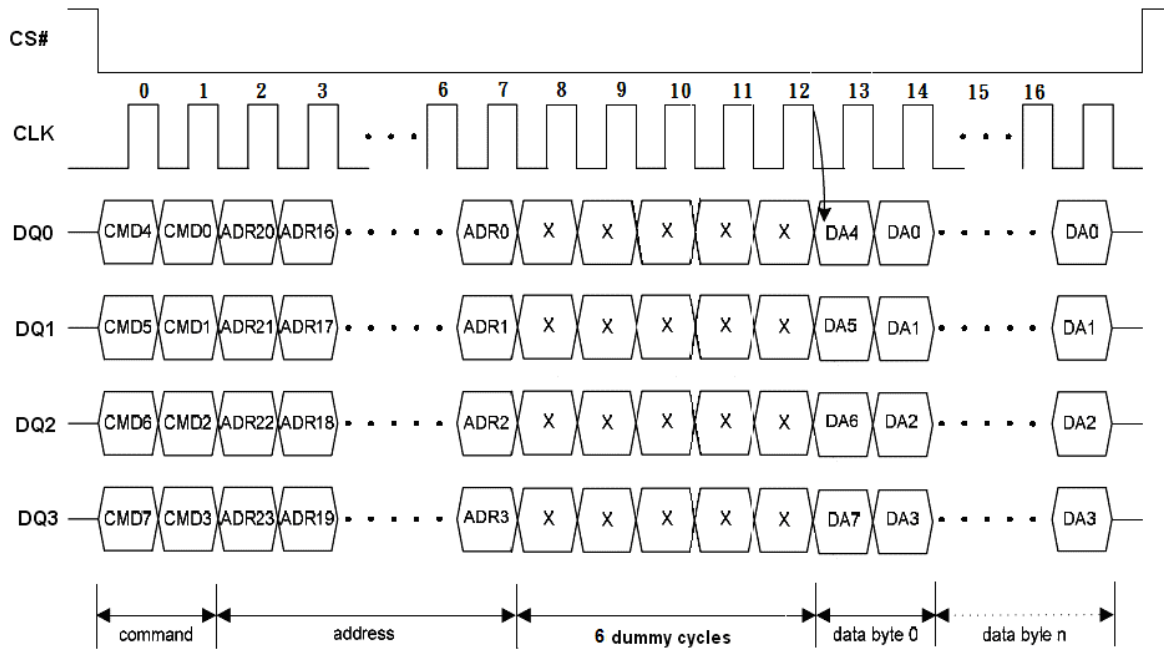 CS#
0 1 2 3 6 7 8 9 10 11 12 13 14 15 16
CLK
DQ0 CMD4 CMD0 ADR20 ADR16 ADR0 X X X X X DA4 DA0 DA0
DQ1 CMD5 CMD1 ADR21 ADR17 ADR1 X X X X X DA5 DA1 DA1
DQ2 CMD6 CMD2 ADR22 ADR18 ADR2 X X X X X DA6 DA2 DA2
DQ3 CMD7 CMD3 ADR23 ADR19 ADR3 X X X X X DA7 DA3 DA3
command address 6 dummy cycles data byte 0 data byte n